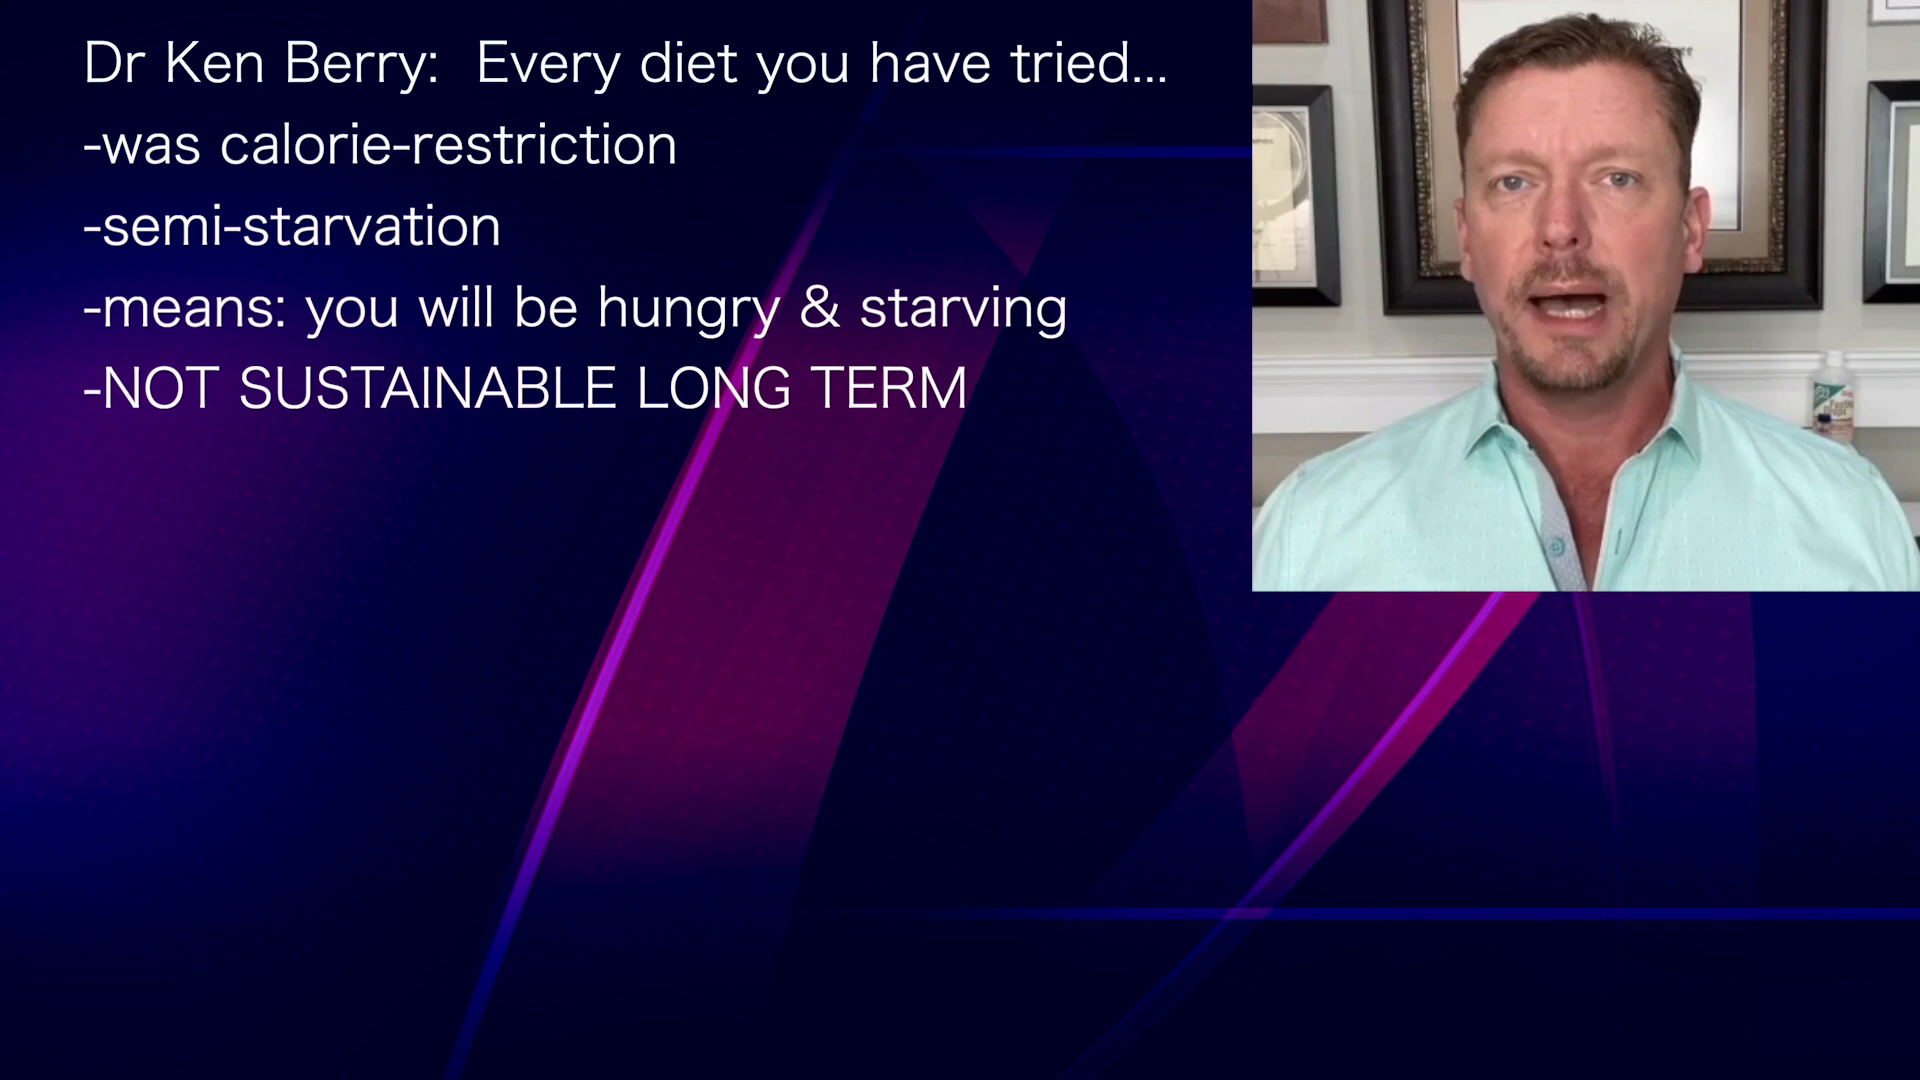 Dr Ken Berry: Every diet you have tried...
-was calorie-restriction
-semi-starvation
-means: you will be hungry & starving
-NOT SUSTAINABLE LONG TERM